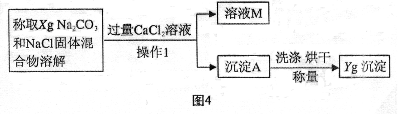 称取Xg Na₂CO₃
和NaCl固体混
合物溶解
过量CaCl₂溶液
操作1
溶液M
沉淀A
洗涤 烘干
称量
Yg 沉淀
图4